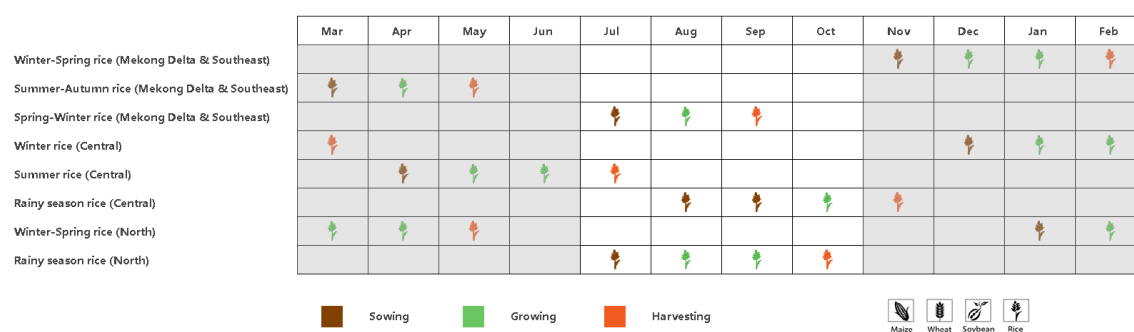 Mar Apr May Jun Jul Aug Sep Oct Nov Dec Jan Feb
Winter-Spring rice (Mekong Delta & Southeast)
Summer-Autumn rice (Mekong Delta & Southeast)
Spring-Winter rice (Mekong Delta & Southeast)
Winter rice (Central)
Summer rice (Central)
Rainy season rice (Central)
Winter-Spring rice (North)
Rainy season rice (North)
Sowing Growing Harvesting
Maize Wheat Soybean Rice